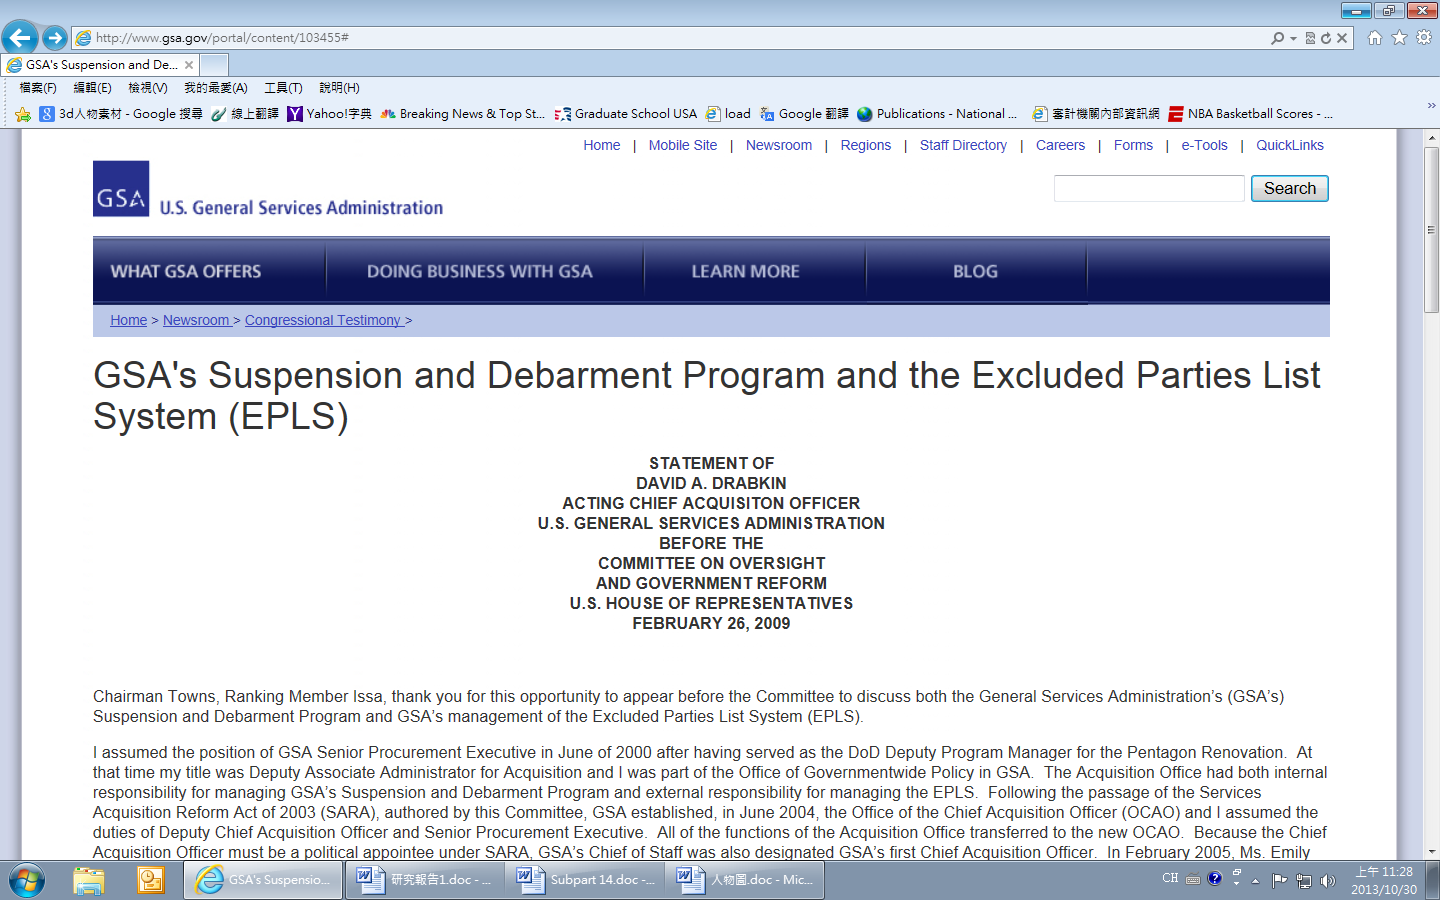 http://www.gsa.gov/portal/content/103455#
GSA's Suspension and De...
檔案(F) 編輯(E) 檢視(V) 我的最愛(A) 工具(T) 說明(H)
3d人物素材 - Google 搜尋 線上翻譯 Yahoo!字典 Breaking News & Top St... Graduate School USA load Google 翻譯 Publications - National ... 審計機關內部資訊網 NBA Basketball Scores - ...
Home | Mobile Site | Newsroom | Regions | Staff Directory | Careers | Forms | e-Tools | QuickLinks
Search
GSA U.S. General Services Administration
WHAT GSA OFFERS DOING BUSINESS WITH GSA LEARN MORE BLOG
Home > Newsroom > Congressional Testimony >
GSA's Suspension and Debarment Program and the Excluded Parties List
System (EPLS)
STATEMENT OF
DAVID A. DRABKIN
ACTING CHIEF ACQUISITON OFFICER
U.S. GENERAL SERVICES ADMINISTRATION
BEFORE THE
COMMITTEE ON OVERSIGHT
AND GOVERNMENT REFORM
U.S. HOUSE OF REPRESENTATIVES
FEBRUARY 26, 2009
Chairman Towns, Ranking Member Issa, thank you for this opportunity to appear before the Committee to discuss both the General Services Administration's (GSA's)
Suspension and Debarment Program and GSA's management of the Excluded Parties List System (EPLS).
I assumed the position of GSA Senior Procurement Executive in June of 2000 after having served as the DoD Deputy Program Manager for the Pentagon Renovation. At
that time my title was Deputy Associate Administrator for Acquisition and I was part of the Office of Governmentwide Policy in GSA. The Acquisition Office had both internal
responsibility for managing GSA's Suspension and Debarment Program and external responsibility for managing the EPLS. Following the passage of the Services
Acquisition Reform Act of 2003 (SARA), authored by this Committee, GSA established, in June 2004, the Office of the Chief Acquisition Officer (OCAO) and I assumed the
duties of Deputy Chief Acquisition Officer and Senior Procurement Executive. All of the functions of the Acquisition Office transferred to the new OCAO. Because the Chief
Acquisition Officer must be a political appointee under SARA, GSA's Chief of Staff was also designated GSA's first Chief Acquisition Officer. In February 2005, Ms. Emily
GSA's Suspensio... 研究報告1.doc - ... Subpart 14.doc -... 人物圖.doc - Mic... CH 上午 11:28
2013/10/30